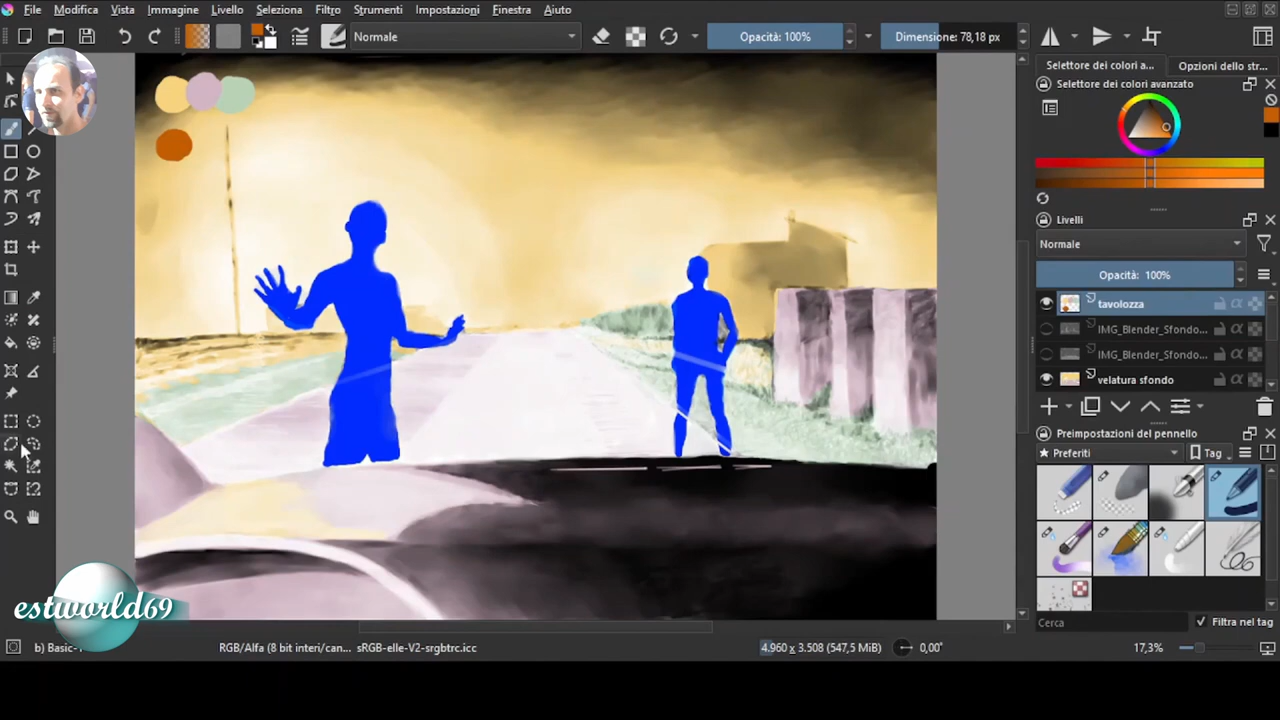 File Modifica Vista Immagine Livello Seleziona Filtro Strumenti Impostazioni Finestra Aiuto
Normale Opacità: 100% Dimensione: 78,18 px
Selettore dei colori a... Opzioni dello str...
Selettore dei colori avanzato
Livelli
Normale
Opacità: 100%
tavolozza
IMG_Blender_Sfondo...
IMG_Blender_Sfondo...
velatura sfondo
Preimpostazioni del pennello
Preferiti Tag
Cerca Filtra nel tag
estworld69
b) Basic- RGB/Alfa (8 bit interi/can... sRGB-elle-V2-srgbtrc.icc 4.960 x 3.508 (547,5 MiB) 0,00° 17,3%